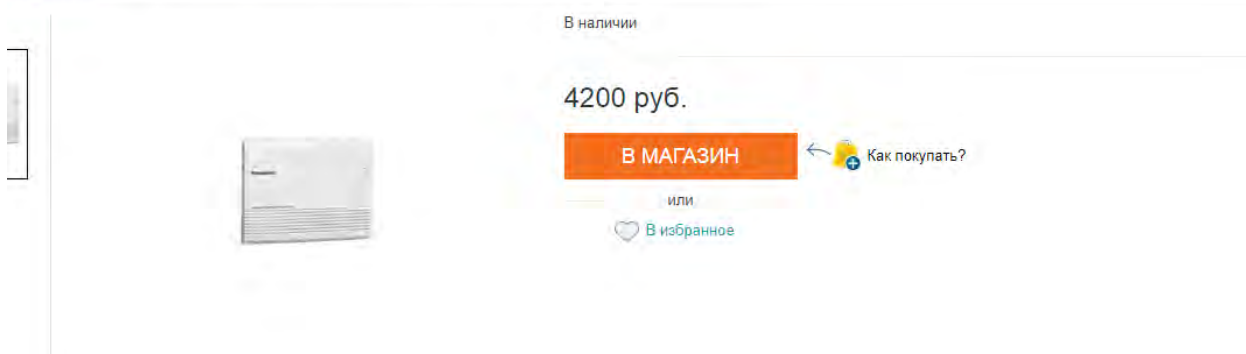 В наличии
4200 руб.
В МАГАЗИН
Как покупать?
или
В избранное